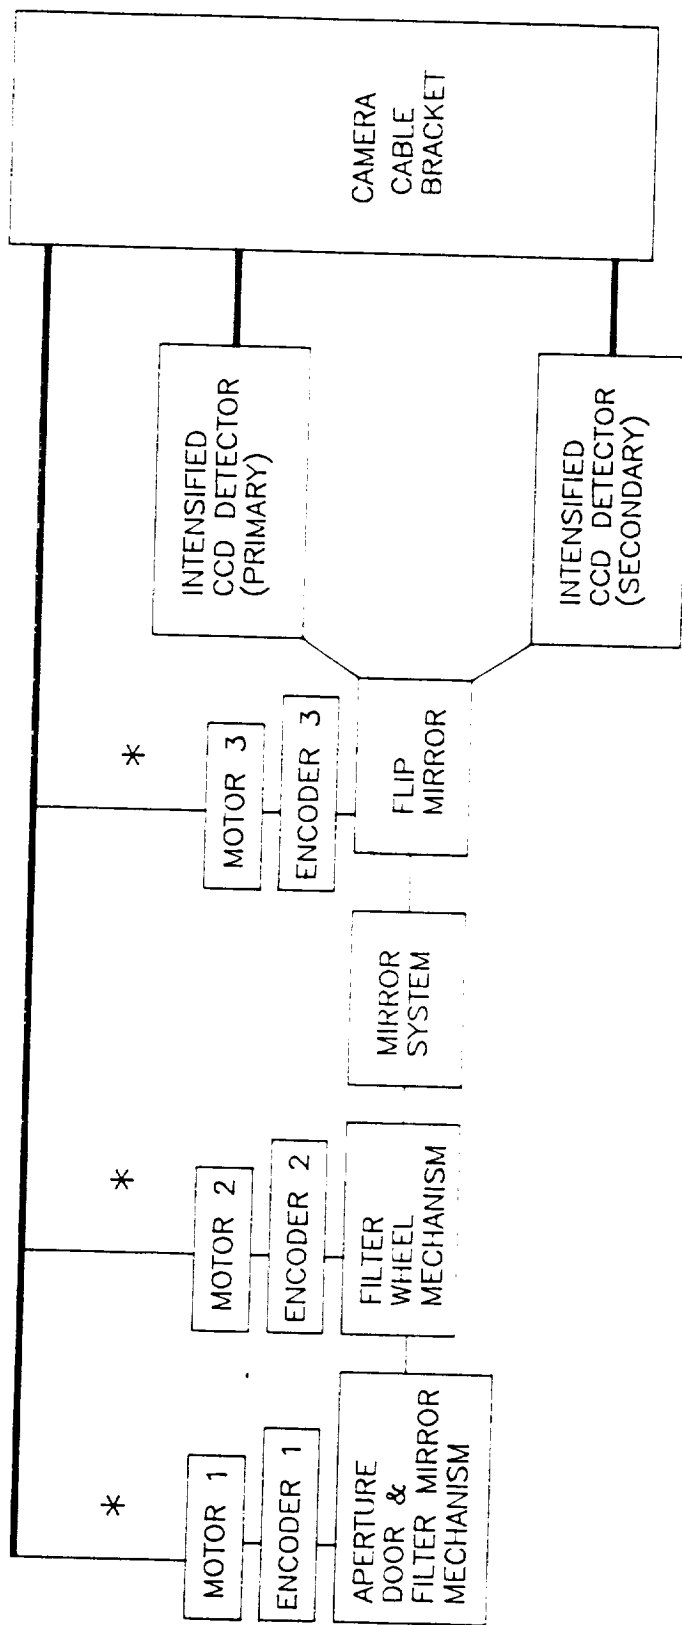 CAMERA
CABLE
BRACKET
INTENSIFIED
CCD DETECTOR
(PRIMARY)
INTENSIFIED
CCD DETECTOR
(SECONDARY)
*
MOTOR 3
ENCODER 3
FLIP
MIRROR
MIRROR
SYSTEM
*
MOTOR 2
ENCODER 2
FILTER
WHEEL
MECHANISM
*
MOTOR 1
ENCODER 1
APERTURE
DOOR &
FILTER MIRROR
MECHANISM